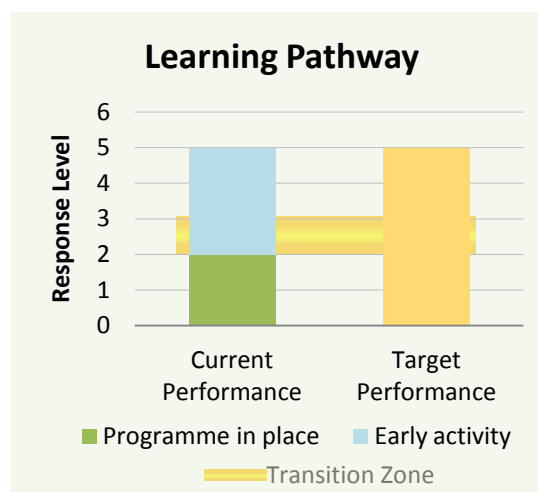 Learning Pathway
Response Level
6
5
4
3
2
1
0
Current
Performance
Target
Performance
Programme in place
Early activity
Transition Zone